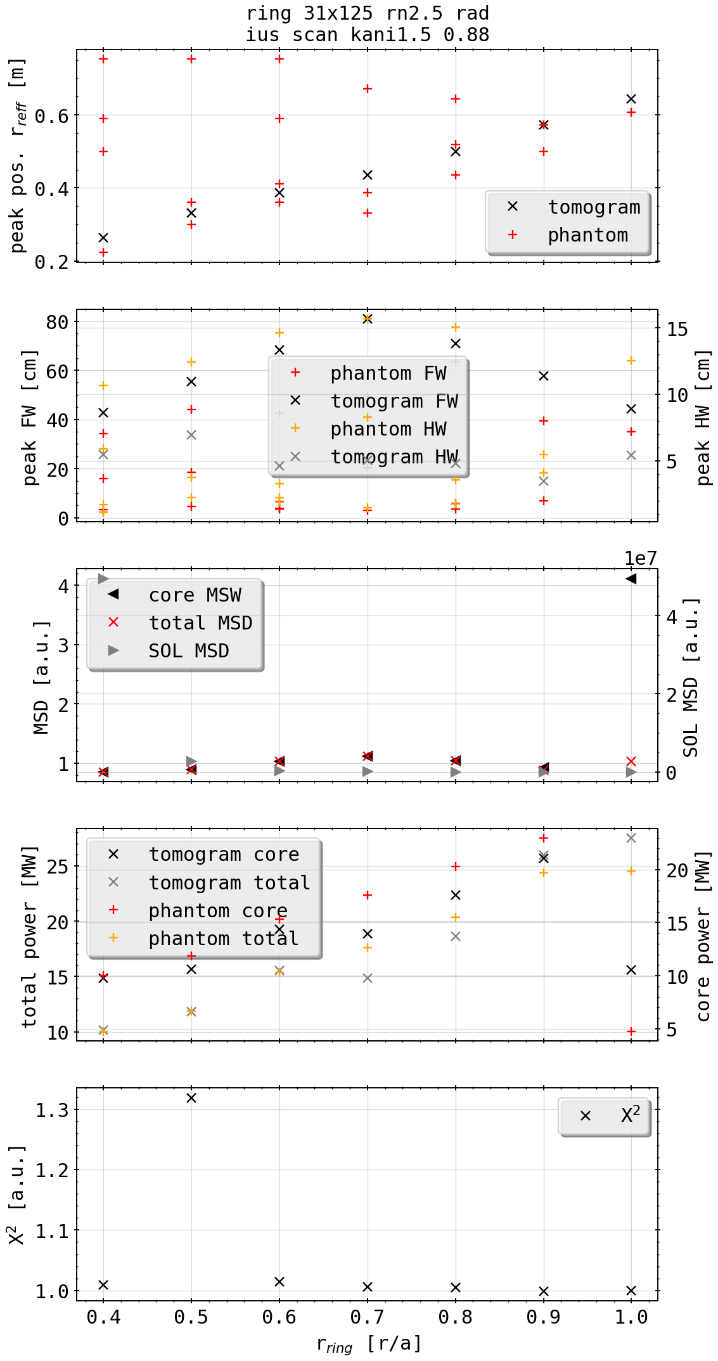 ring 31x125 rn2.5 rad
ius scan kani1.5 0.88
peak pos. r_reff [m]
0.6
0.4
0.2
tomogram
phantom
peak FW [cm]
80
60
40
20
0
phantom FW
tomogram FW
phantom HW
tomogram HW
15
10
5
peak HW [cm]
1e7
MSD [a.u.]
4
3
2
1
core MSW
total MSD
SOL MSD
4
2
0
SOL MSD [a.u.]
total power [MW]
25
20
15
10
tomogram core
tomogram total
phantom core
phantom total
20
15
10
5
core power [MW]
X² [a.u.]
1.3
1.2
1.1
1.0
X²
0.4 0.5 0.6 0.7 0.8 0.9 1.0
r_ring [r/a]